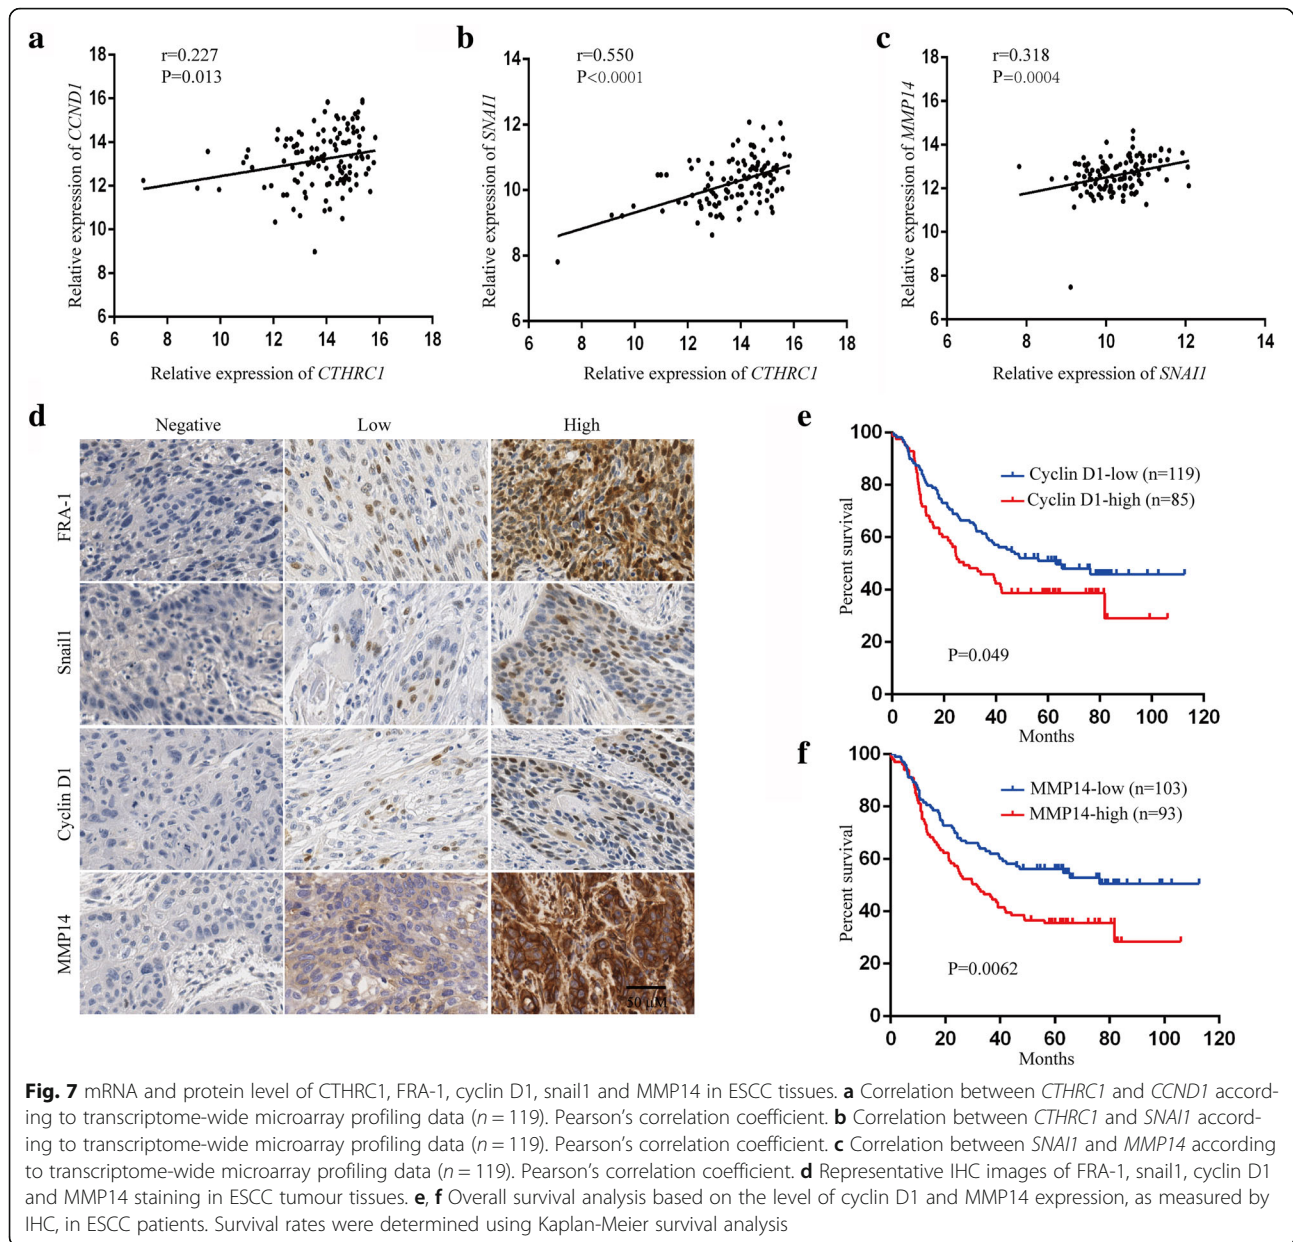 a
r=0.227
P=0.013
Relative expression of CCND1
18
16
14
12
10
8
6
6 8 10 12 14 16 18
Relative expression of CTHRC1
b
r=0.550
P<0.0001
Relative expression of SNAI1
14
12
10
8
6
6 8 10 12 14 16 18
Relative expression of CTHRC1
c
r=0.318
P=0.0004
Relative expression of MMP14
18
16
14
12
10
8
6
6 8 10 12 14
Relative expression of SNAI1
d
Negative Low High
FRA-1
Snail1
Cyclin D1
MMP14
50 μM
e
Percent survival
100
80
60
40
20
0
Cyclin D1-low (n=119)
Cyclin D1-high (n=85)
P=0.049
0 20 40 60 80 100 120
Months
f
Percent survival
100
80
60
40
20
0
MMP14-low (n=103)
MMP14-high (n=93)
P=0.0062
0 20 40 60 80 100 120
Months
Fig. 7 mRNA and protein level of CTHRC1, FRA-1, cyclin D1, snail1 and MMP14 in ESCC tissues. a Correlation between CTHRC1 and CCND1 accord-
ing to transcriptome-wide microarray profiling data (n = 119). Pearson's correlation coefficient. b Correlation between CTHRC1 and SNAI1 accord-
ing to transcriptome-wide microarray profiling data (n = 119). Pearson's correlation coefficient. c Correlation between SNAI1 and MMP14 according
to transcriptome-wide microarray profiling data (n = 119). Pearson's correlation coefficient. d Representative IHC images of FRA-1, snail1, cyclin D1
and MMP14 staining in ESCC tumour tissues. e, f Overall survival analysis based on the level of cyclin D1 and MMP14 expression, as measured by
IHC, in ESCC patients. Survival rates were determined using Kaplan-Meier survival analysis